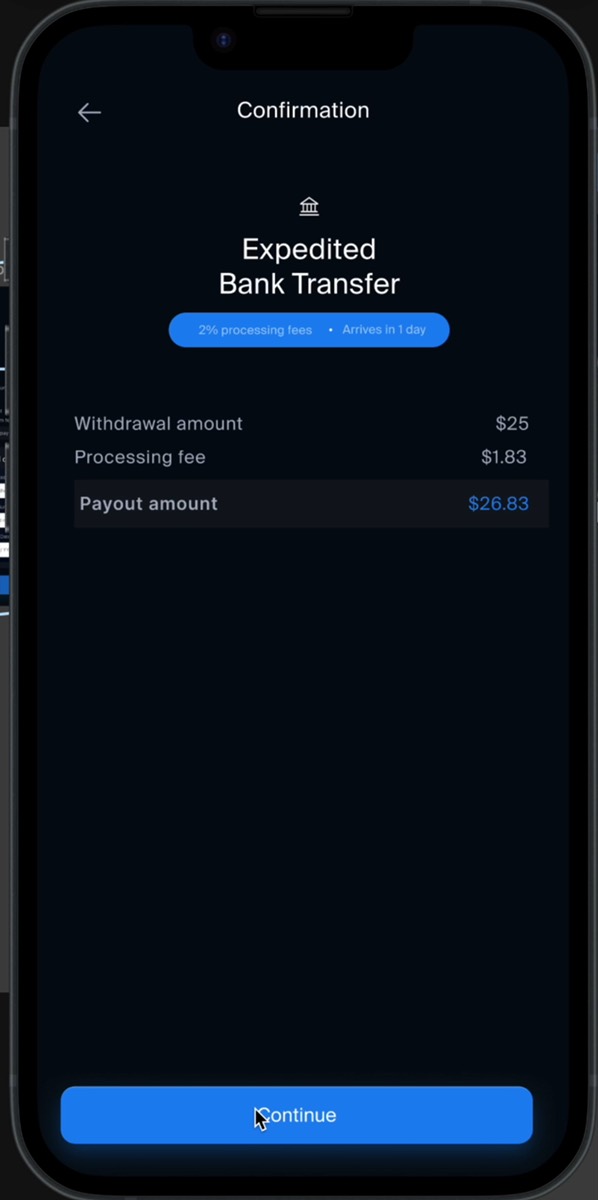 Confirmation
Expedited
Bank Transfer
2% processing fees • Arrives in 1 day
Withdrawal amount $25
Processing fee $1.83
Payout amount $26.83
Continue